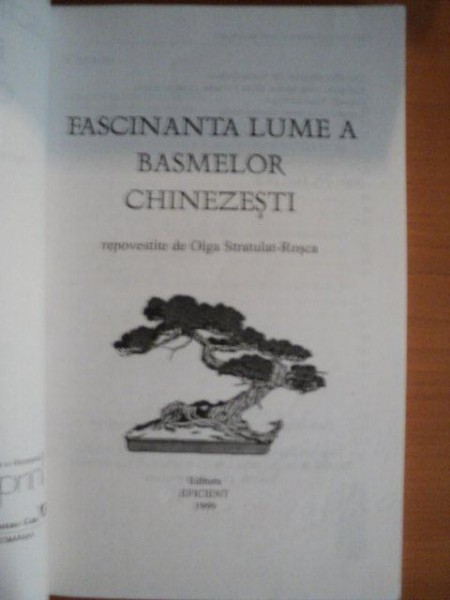 FASCINANTA LUME A
BASMELOR
CHINEZEȘTI
repovestite de Olga Stratulat-Roșca
Editura
EFICIENT
1999